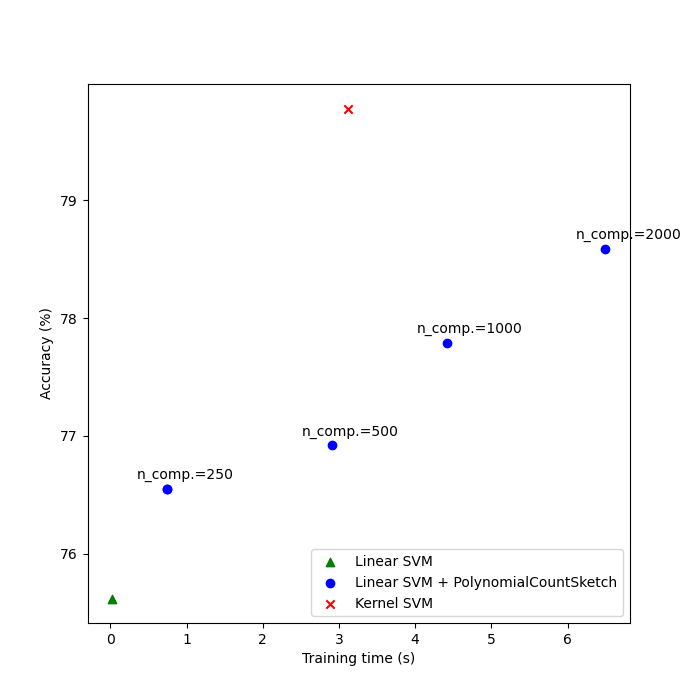 79
78
77
76
Accuracy (%)
n_comp.=2000
n_comp.=1000
n_comp.=500
n_comp.=250
Linear SVM
Linear SVM + PolynomialCountSketch
Kernel SVM
0 1 2 3 4 5 6
Training time (s)